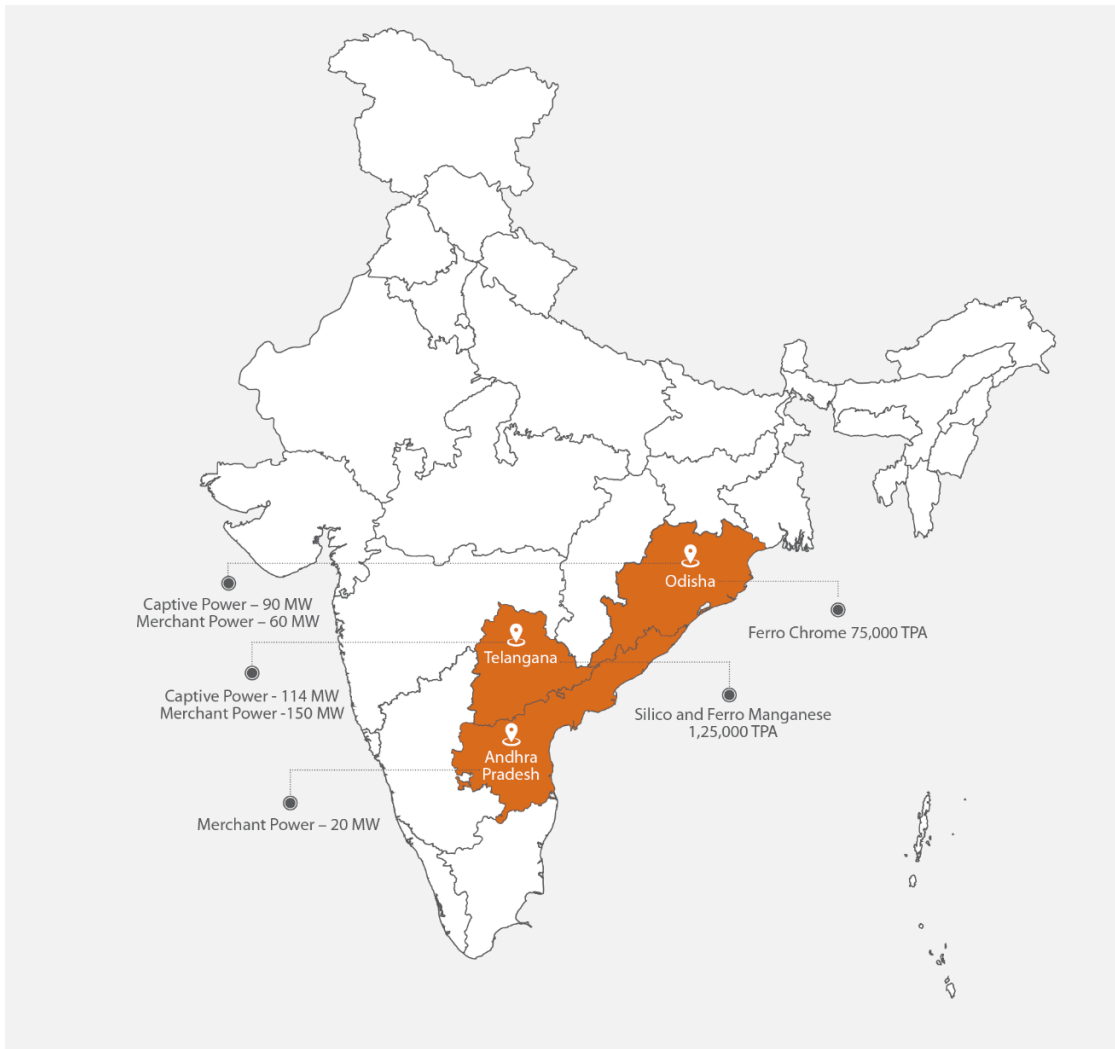 Odisha
Captive Power – 90 MW
Merchant Power – 60 MW
Ferro Chrome 75,000 TPA
Telangana
Captive Power - 114 MW
Merchant Power -150 MW
Silico and Ferro Manganese
1,25,000 TPA
Andhra
Pradesh
Merchant Power – 20 MW